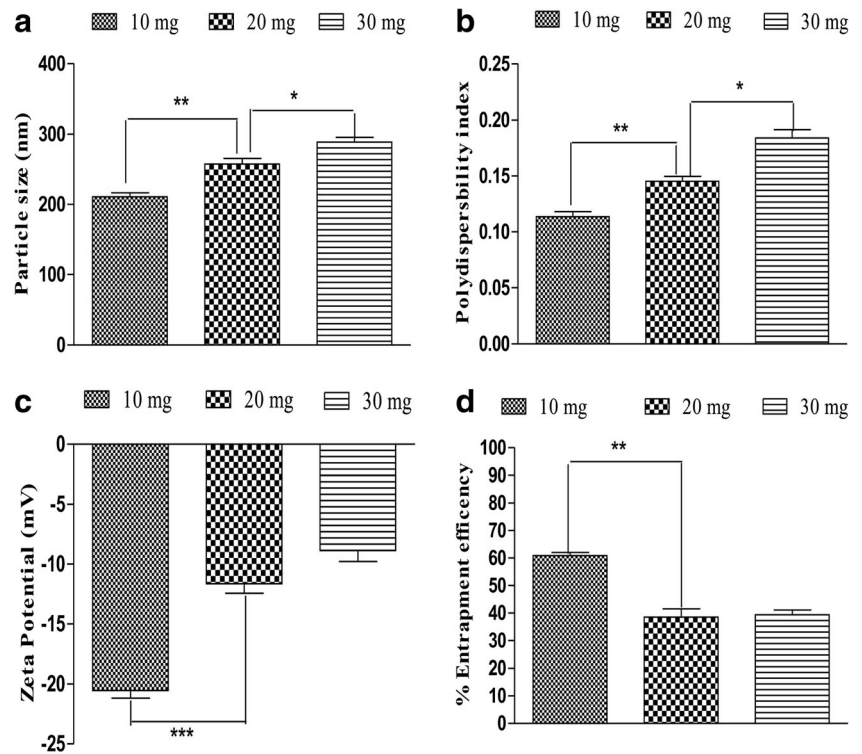 a
10 mg 20 mg 30 mg
Particle size (nm)
400
300
200
100
0
**
*
b
10 mg 20 mg 30 mg
Polydispersbility index
0.25
0.20
0.15
0.10
0.05
0.00
**
*
c
10 mg 20 mg 30 mg
Zeta Potential (mV)
0
-5
-10
-15
-20
-25
***
d
10 mg 20 mg 30 mg
% Entrapment efficency
100
90
80
70
60
50
40
30
20
10
0
**